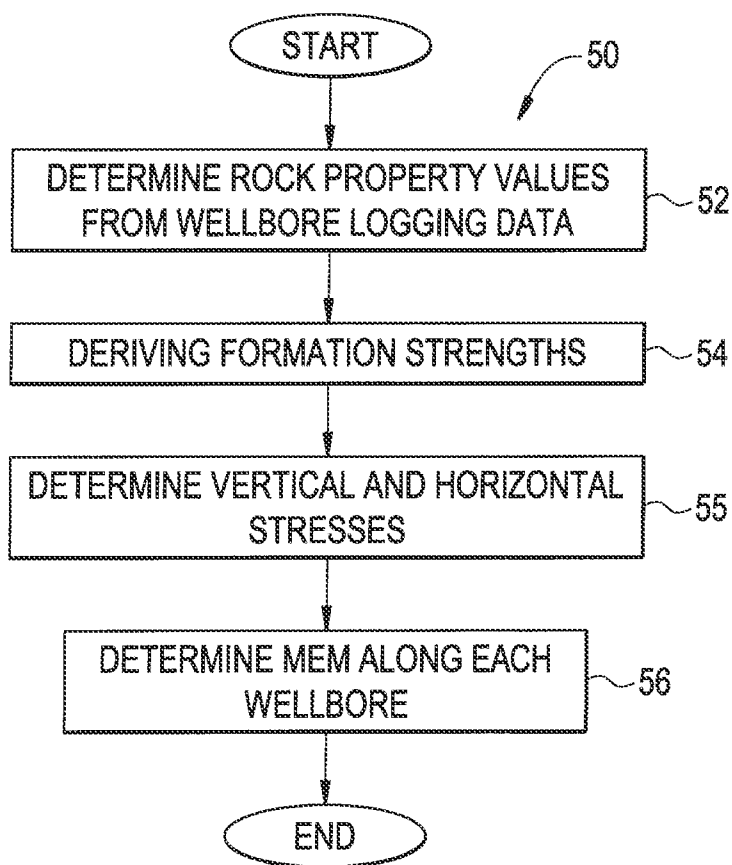 START
50
DETERMINE ROCK PROPERTY VALUES
FROM WELLBORE LOGGING DATA
52
DERIVING FORMATION STRENGTHS
54
DETERMINE VERTICAL AND HORIZONTAL
STRESSES
55
DETERMINE MEM ALONG EACH
WELLBORE
56
END